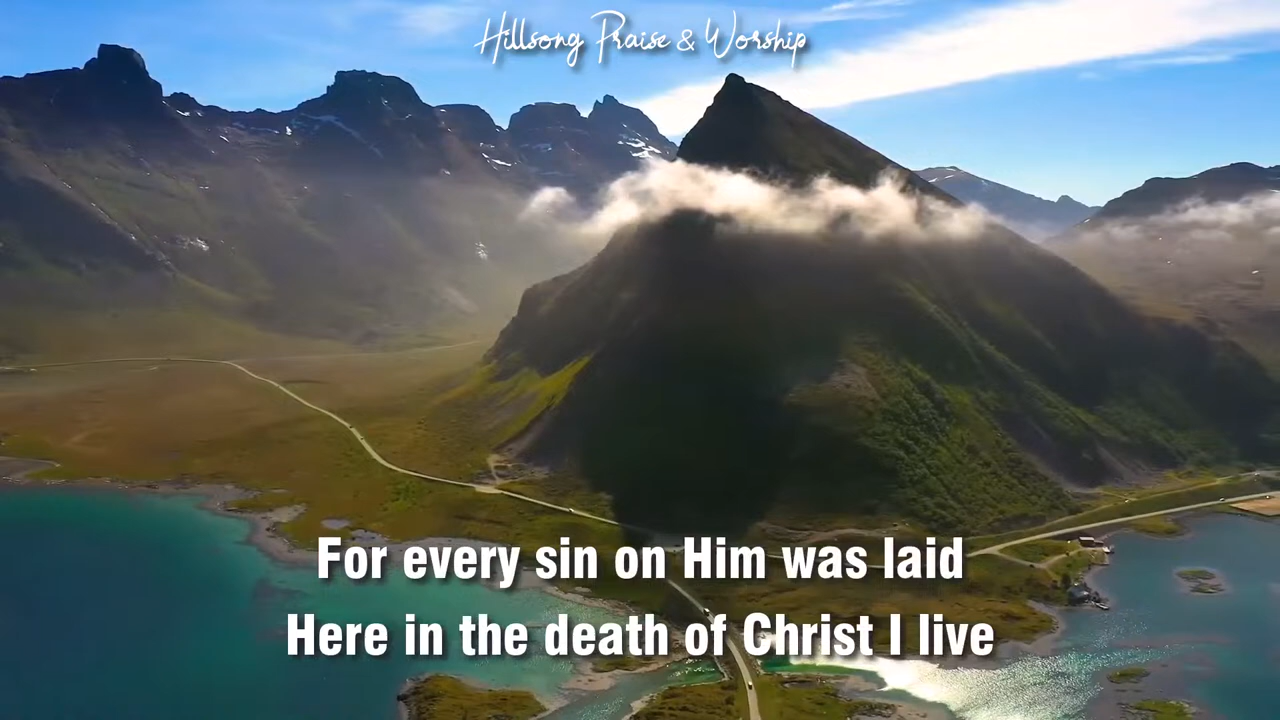 Hillsong Praise & Worship
For every sin on Him was laid
Here in the death of Christ I live